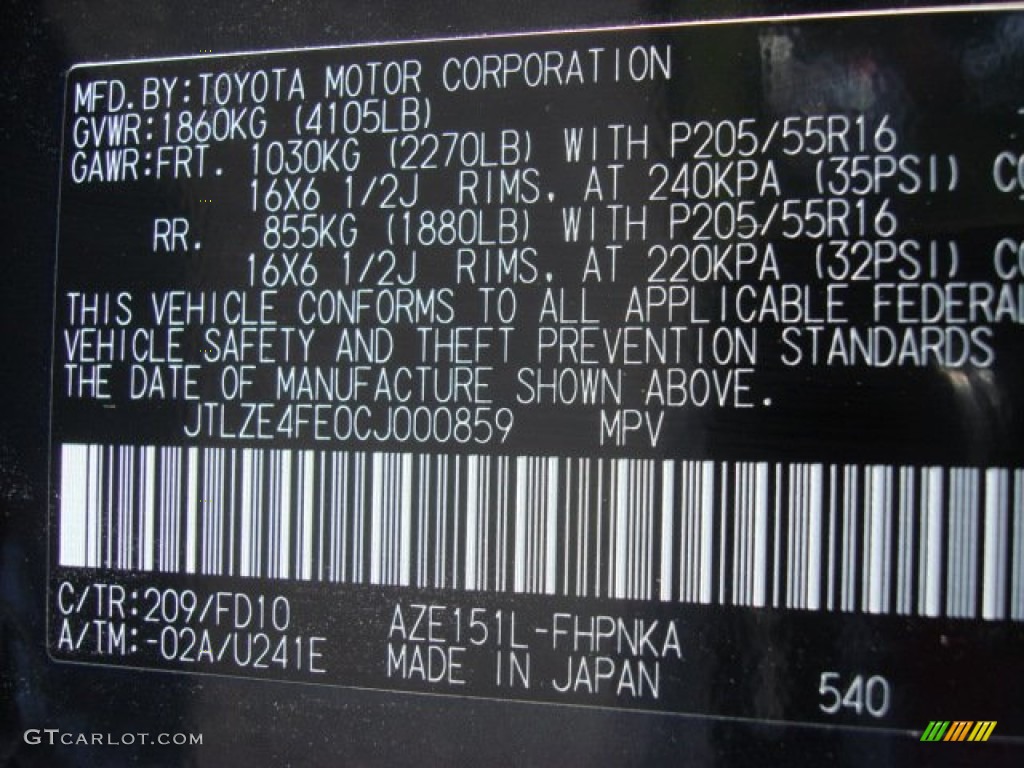 MFD.BY:TOYOTA MOTOR CORPORATION
GVWR:1860KG (4105LB)
GAWR:FRT. 1030KG (2270LB) WITH P205/55R16
16X6 1/2J RIMS, AT 240KPA (35PSI)
RR. 855KG (1880LB) WITH P205/55R16
16X6 1/2J RIMS, AT 220KPA (32PSI)
THIS VEHICLE CONFORMS TO ALL APPLICABLE FEDERAL
VEHICLE SAFETY AND THEFT PREVENTION STANDARDS
THE DATE OF MANUFACTURE SHOWN ABOVE.
JTLZE4FE0CJ000859 MPV
C/TR:209/FD10 AZE151L-FHPNKA
A/TM:-02A/U241E MADE IN JAPAN
540
GTCARLOT.COM